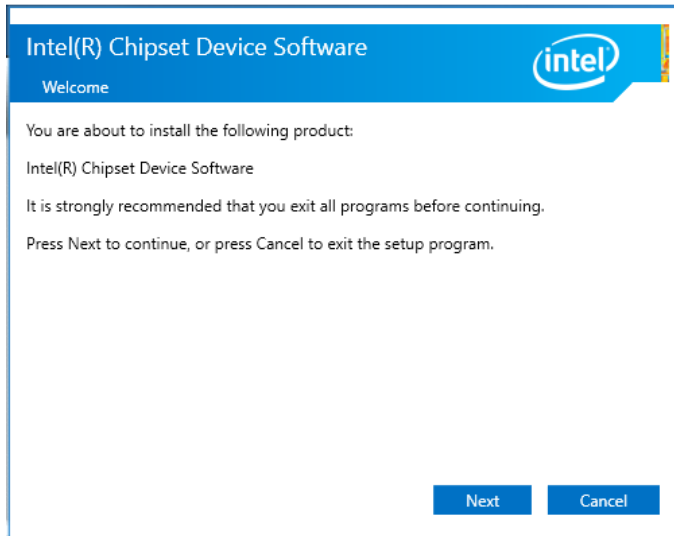 Intel(R) Chipset Device Software
intel
Welcome
You are about to install the following product:
Intel(R) Chipset Device Software
It is strongly recommended that you exit all programs before continuing.
Press Next to continue, or press Cancel to exit the setup program.
Next
Cancel